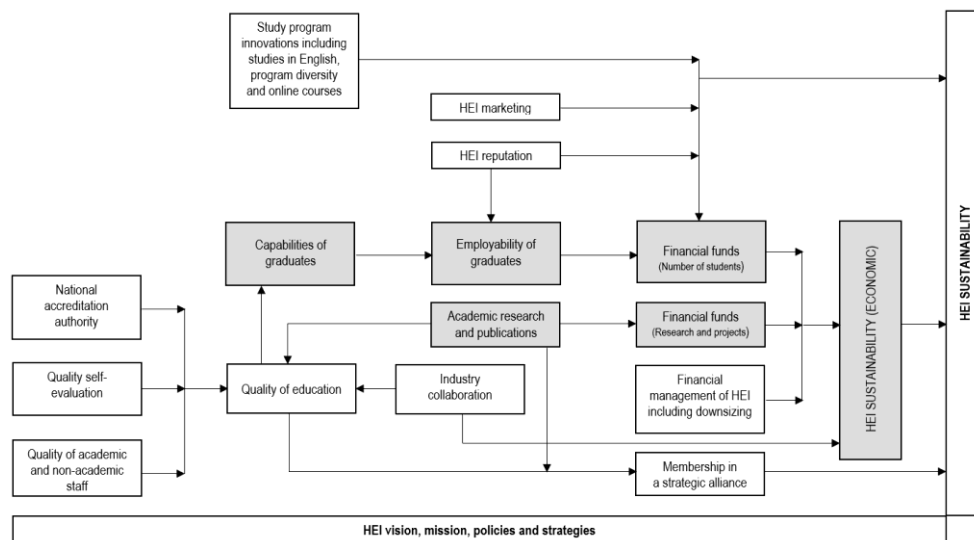 Study program
innovations including
studies in English,
program diversity
and online courses
HEI marketing
HEI reputation
Capabilities of
graduates
Employability of
graduates
Financial funds
(Number of students)
National
accreditation
authority
Academic research
and publications
Financial funds
(Research and projects)
Quality self-
evaluation
Quality of education
Industry
collaboration
Financial
management of HEI
including downsizing
Quality of academic
and non-academic
staff
Membership in
a strategic alliance
HEI SUSTAINABILITY (ECONOMIC)
HEI SUSTAINABILITY
HEI vision, mission, policies and strategies